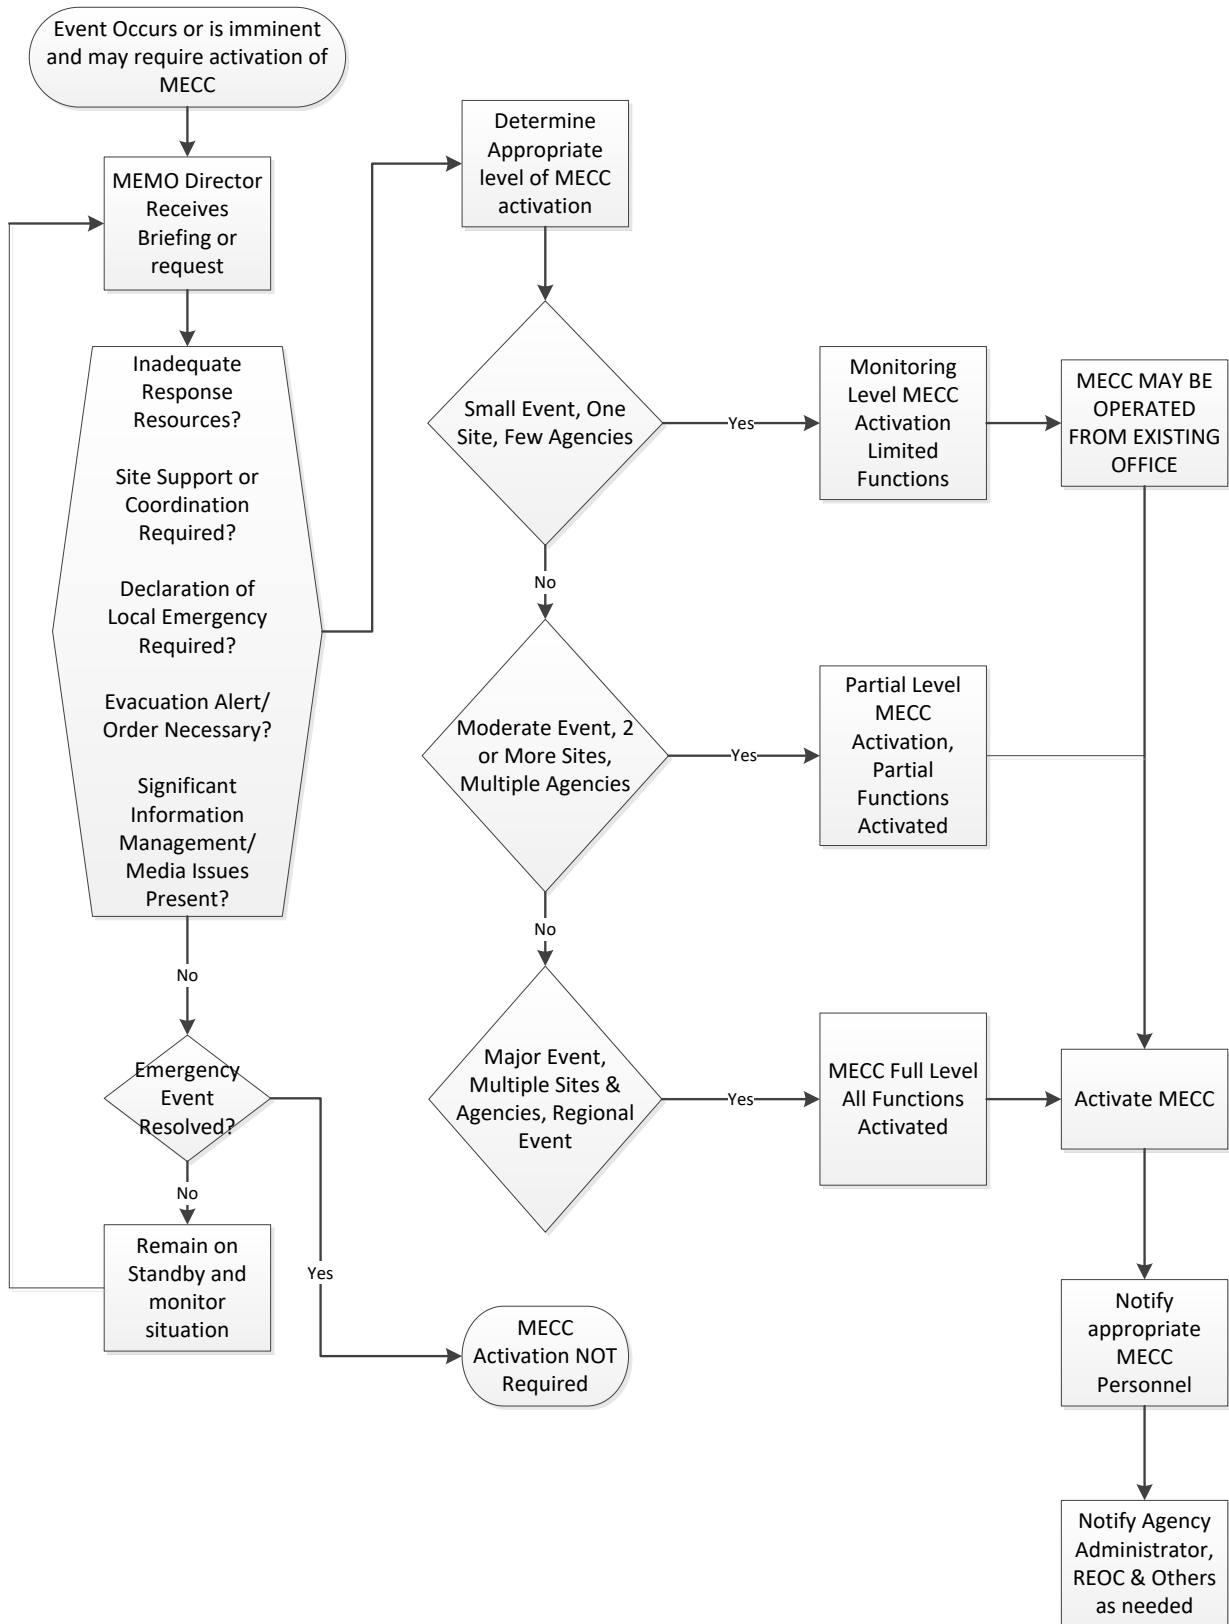 Event Occurs or is imminent
and may require activation of
MECC
MEMO Director
Receives
Briefing or
request
Inadequate
Response
Resources?
Site Support or
Coordination
Required?
Declaration of
Local Emergency
Required?
Evacuation Alert/
Order Necessary?
Significant
Information
Management/
Media Issues
Present?
No
Emergency
Event
Resolved?
No
Remain on
Standby and
monitor
situation
Yes
MECC
Activation NOT
Required
Determine
Appropriate
level of MECC
activation
Small Event, One
Site, Few Agencies
Yes
Monitoring
Level MECC
Activation
Limited
Functions
MECC MAY BE
OPERATED
FROM EXISTING
OFFICE
No
Moderate Event, 2
or More Sites,
Multiple Agencies
Yes
Partial Level
MECC
Activation,
Partial
Functions
Activated
No
Major Event,
Multiple Sites &
Agencies, Regional
Event
Yes
MECC Full Level
All Functions
Activated
Activate MECC
Notify
appropriate
MECC
Personnel
Notify Agency
Administrator,
REOC & Others
as needed